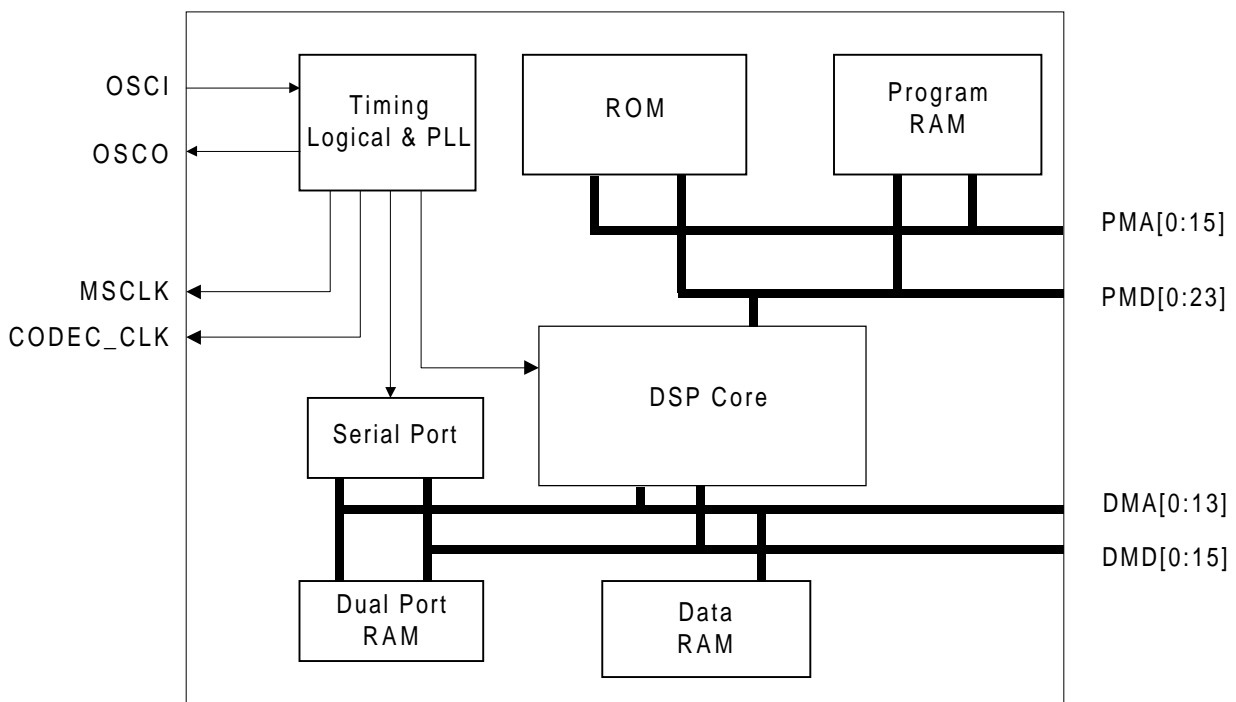 OSCI
OSCO
MSCLK
CODEC_CLK
Timing
Logical & PLL
ROM
Program
RAM
PMA[0:15]
PMD[0:23]
DSP Core
Serial Port
DMA[0:13]
DMD[0:15]
Dual Port
RAM
Data
RAM